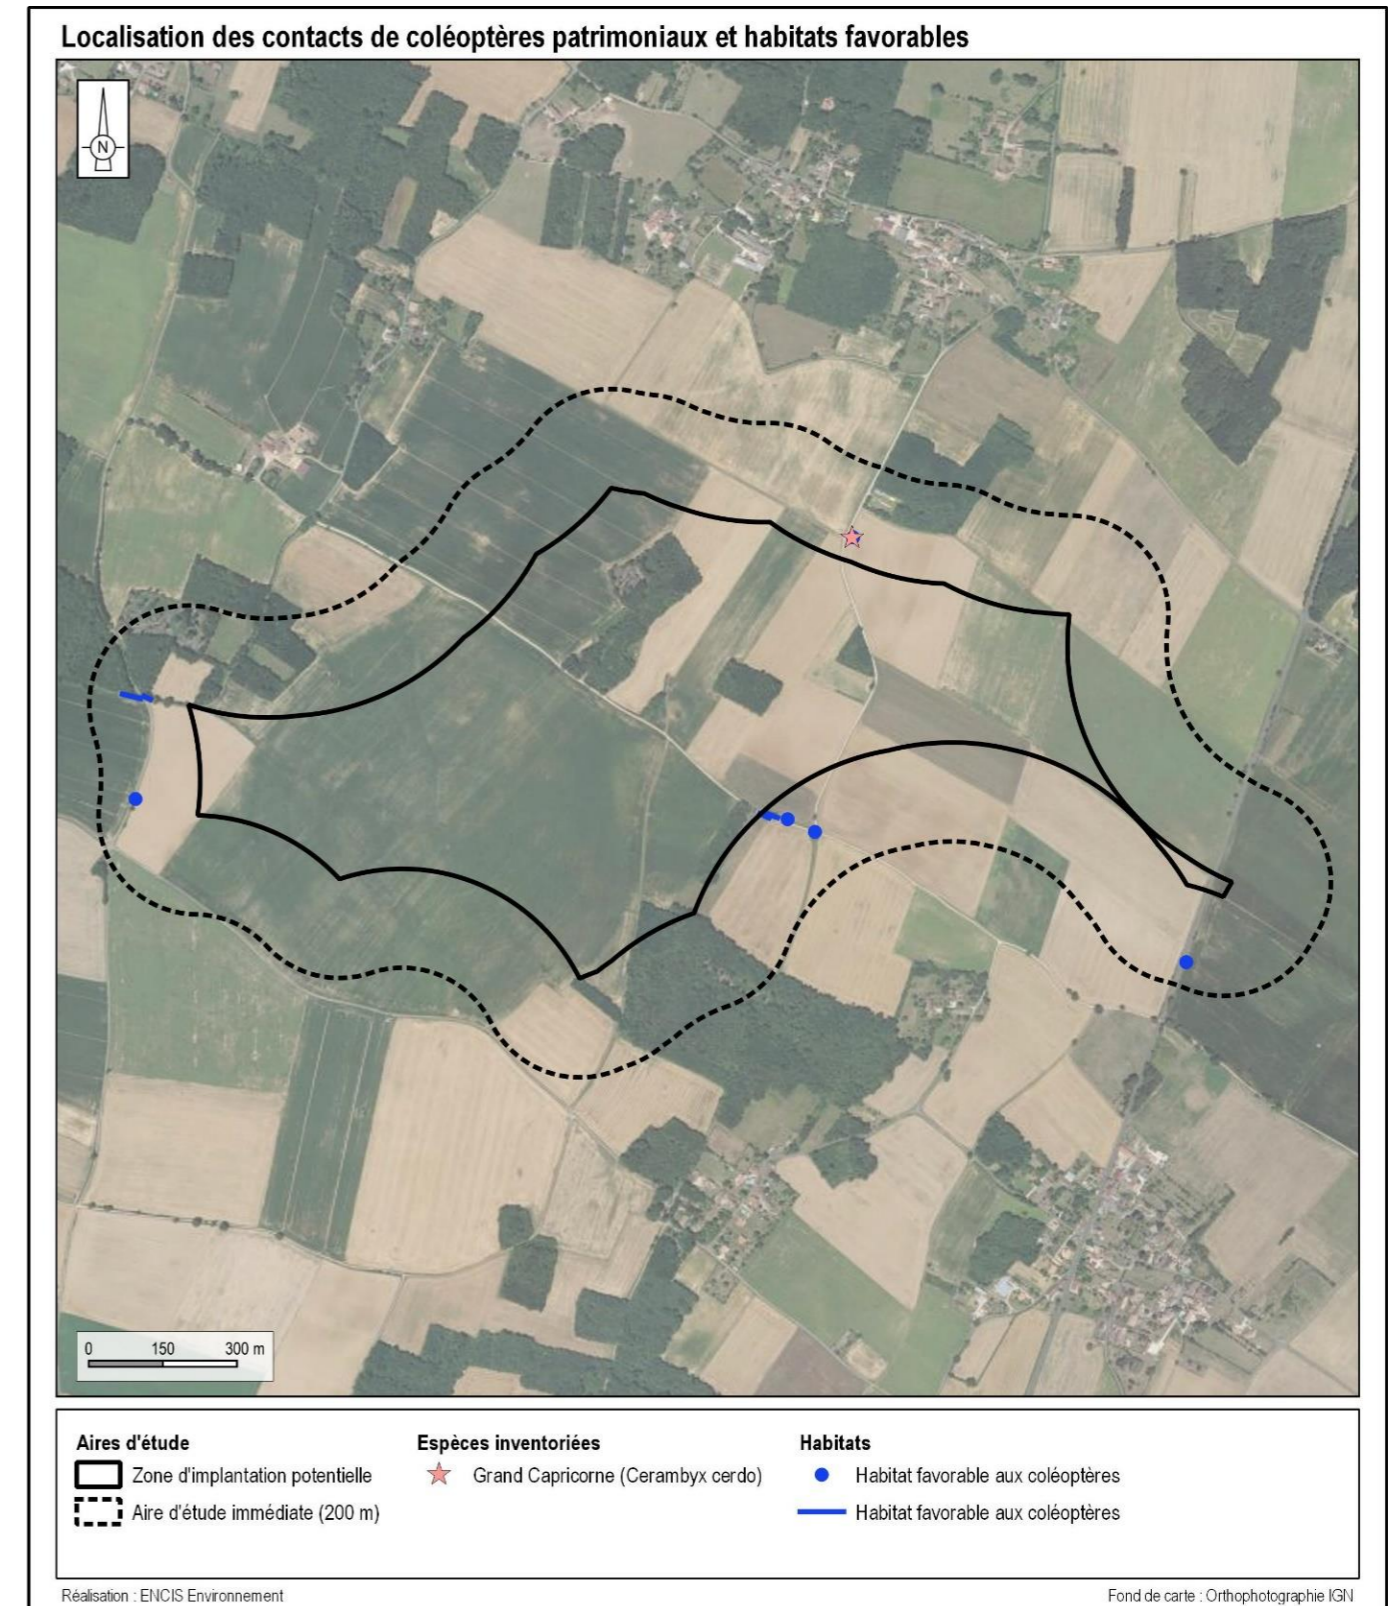 Localisation des contacts de coléoptères patrimoniaux et habitats favorables
N
0 150 300 m
Aires d'étude
Zone d'implantation potentielle
Aire d'étude immédiate (200 m)
Espèces inventoriées
Grand Capricorne (Cerambyx cerdo)
Habitats
Habitat favorable aux coléoptères
Habitat favorable aux coléoptères
Réalisation : ENCIS Environnement
Fond de carte : Orthophotographie IGN